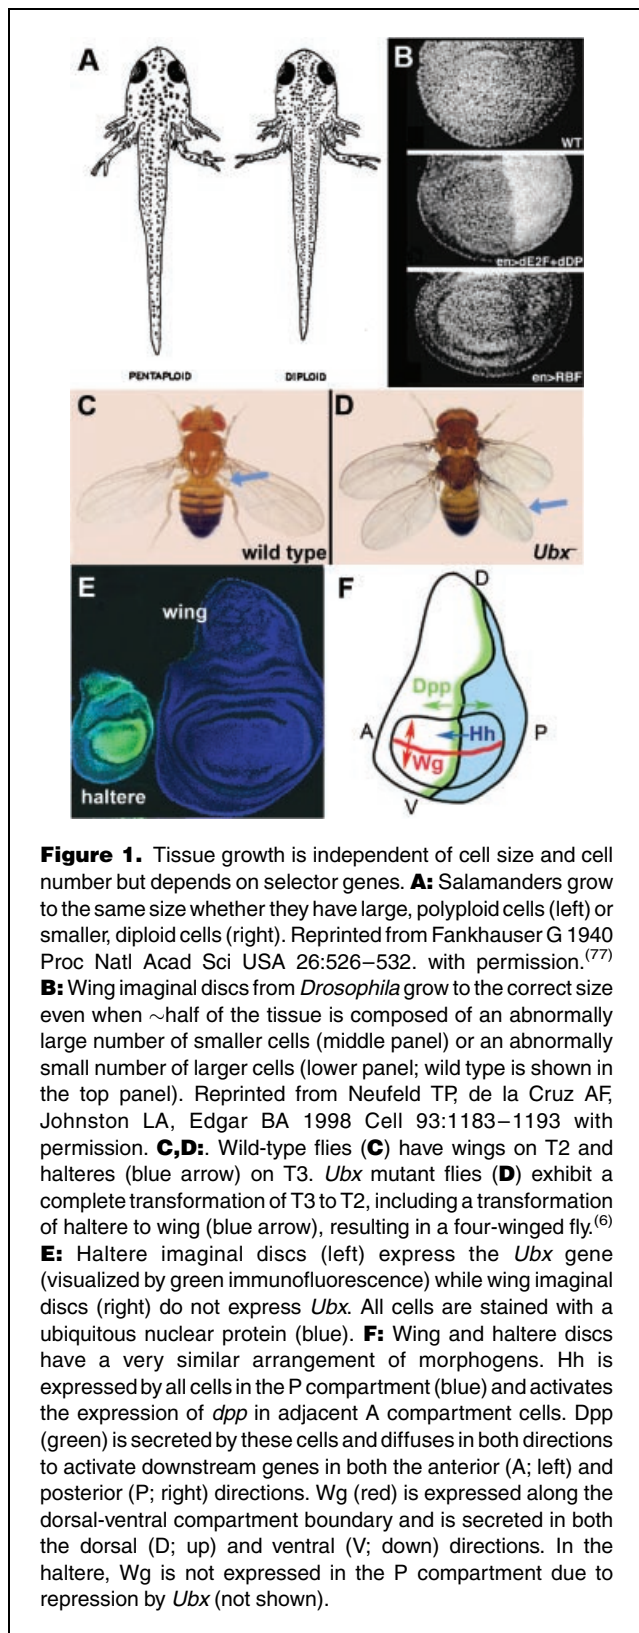 A
B
WT
en>dE2F+dDP
en>RBF
PENTAPLOID
DIPLOID
C
D
wild type
Ubx⁻
E
wing
haltere
F
D
Dpp
A
Hh
P
Wg
V
Figure 1. Tissue growth is independent of cell size and cell
number but depends on selector genes. A: Salamanders grow
to the same size whether they have large, polyploid cells (left) or
smaller, diploid cells (right). Reprinted from Fankhauser G 1940
Proc Natl Acad Sci USA 26:526–532. with permission.(77)
B: Wing imaginal discs from Drosophila grow to the correct size
even when ∼half of the tissue is composed of an abnormally
large number of smaller cells (middle panel) or an abnormally
small number of larger cells (lower panel; wild type is shown in
the top panel). Reprinted from Neufeld TP, de la Cruz AF,
Johnston LA, Edgar BA 1998 Cell 93:1183–1193 with
permission. C,D:. Wild-type flies (C) have wings on T2 and
halteres (blue arrow) on T3. Ubx mutant flies (D) exhibit a
complete transformation of T3 to T2, including a transformation
of haltere to wing (blue arrow), resulting in a four-winged fly.(6)
E: Haltere imaginal discs (left) express the Ubx gene
(visualized by green immunofluorescence) while wing imaginal
discs (right) do not express Ubx. All cells are stained with a
ubiquitous nuclear protein (blue). F: Wing and haltere discs
have a very similar arrangement of morphogens. Hh is
expressed by all cells in the P compartment (blue) and activates
the expression of dpp in adjacent A compartment cells. Dpp
(green) is secreted by these cells and diffuses in both directions
to activate downstream genes in both the anterior (A; left) and
posterior (P; right) directions. Wg (red) is expressed along the
dorsal-ventral compartment boundary and is secreted in both
the dorsal (D; up) and ventral (V; down) directions. In the
haltere, Wg is not expressed in the P compartment due to
repression by Ubx (not shown).